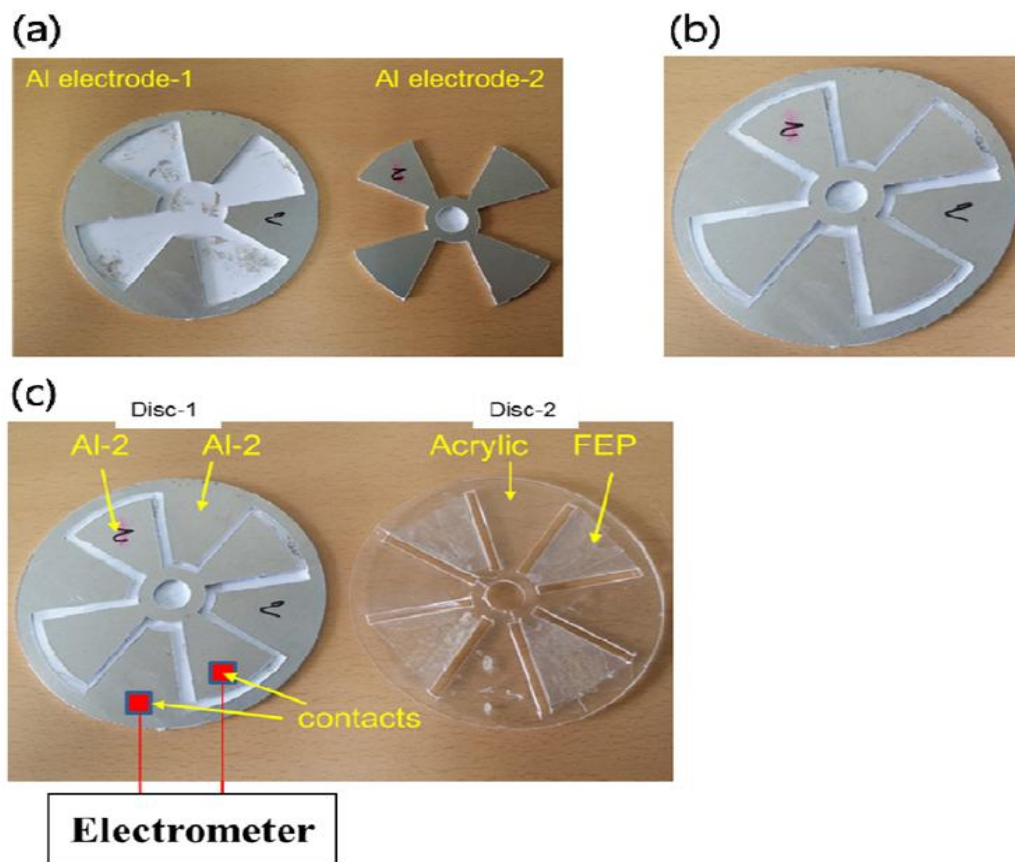 (a)
(b)
Al electrode-1
Al electrode-2
(c)
Disc-1
Disc-2
Al-2
Al-2
Acrylic
FEP
contacts
Electrometer